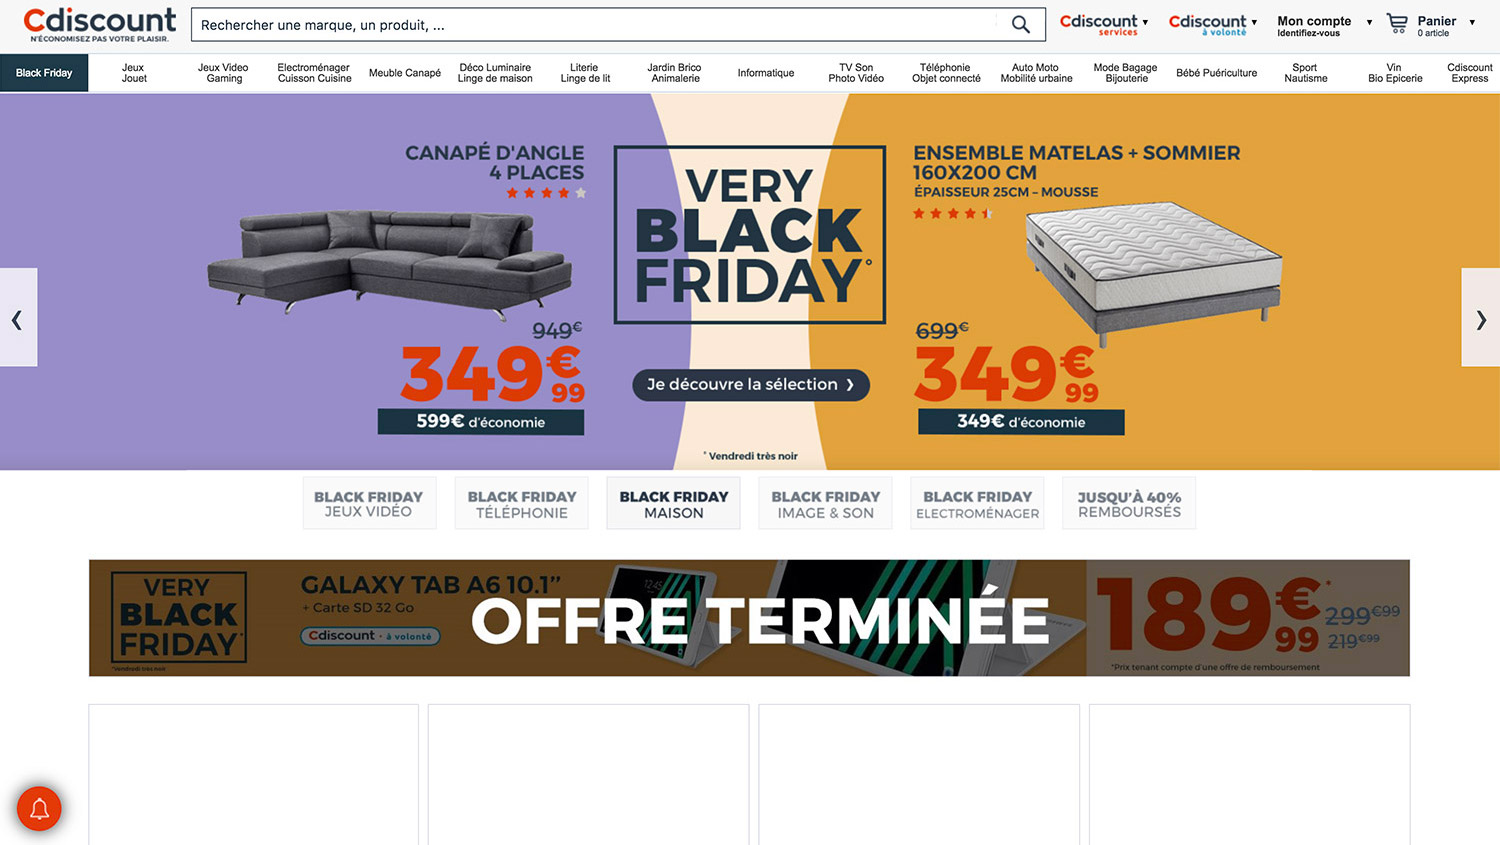 Cdiscount
N'ÉCONOMISEZ PAS VOTRE PLAISIR.
Rechercher une marque, un produit, ...
Cdiscount
services
Cdiscount
à volonté
Mon compte
Identifiez-vous
Panier
0 article
Black Friday
Jeux
Jouet
Jeux Video
Gaming
Electroménager
Cuisson Cuisine
Meuble Canapé
Déco Luminaire
Linge de maison
Literie
Linge de lit
Jardin Brico
Animalerie
Informatique
TV Son
Photo Vidéo
Téléphonie
Objet connecté
Auto Moto
Mobilité urbaine
Mode Bagage
Bijouterie
Bébé Puériculture
Sport
Nautisme
Vin
Bio Epicerie
Cdiscount
Express
CANAPÉ D'ANGLE
4 PLACES
949€
349€99
599€ d'économie
VERY
BLACK
FRIDAY°
Je découvre la sélection ❯
* Vendredi très noir
ENSEMBLE MATELAS + SOMMIER
160X200 CM
ÉPAISSEUR 25CM – MOUSSE
699€
349€99
349€ d'économie
BLACK FRIDAY
JEUX VIDÉO
BLACK FRIDAY
TÉLÉPHONIE
BLACK FRIDAY
MAISON
BLACK FRIDAY
IMAGE & SON
BLACK FRIDAY
ELECTROMÉNAGER
JUSQU'À 40%
REMBOURSÉS
VERY
BLACK
FRIDAY*
*Vendredi très noir
GALAXY TAB A6 10.1’’
+ Carte SD 32 Go
Cdiscount • à volonté
OFFRE TERMINÉE
12:45
189€99*
299€99
219€99
*Prix tenant compte d'une offre de remboursement